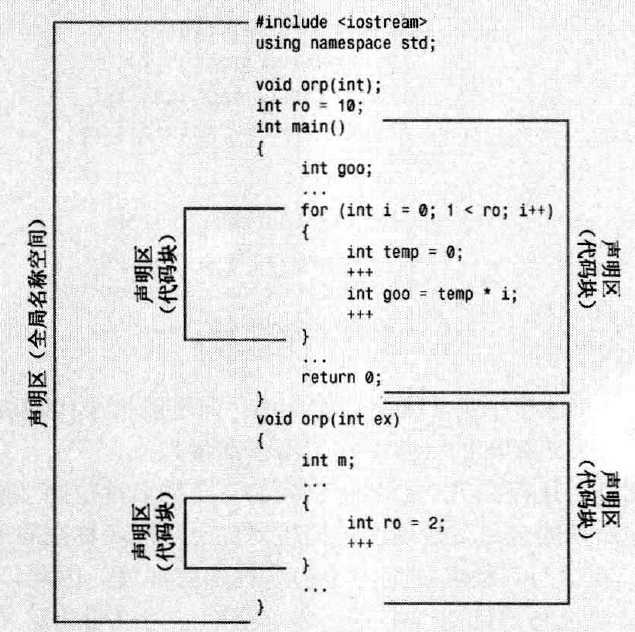 #include <iostream>
using namespace std;
void orp(int);
int ro = 10;
int main()
{
int goo;
...
for (int i = 0; 1 < ro; i++)
{
int temp = 0;
+++
int goo = temp * i;
+++
}
...
return 0;
}
void orp(int ex)
{
int m;
...
{
int ro = 2;
+++
}
...
}
声明区（全局名称空间）
声明区
（代码块）
声明区
（代码块）
声明区
（代码块）
声明区
（代码块）